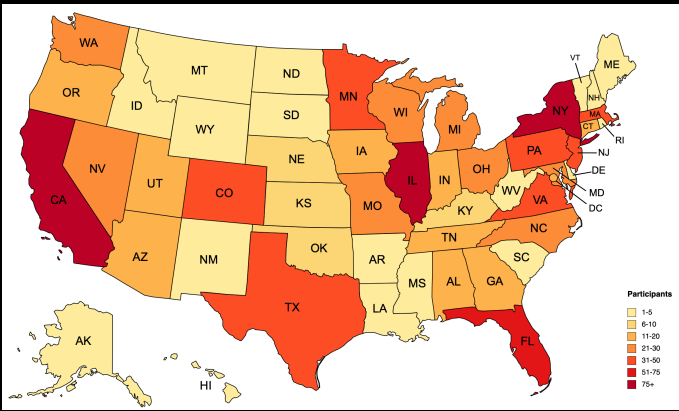 WA
MT
ND
MN
VT
ME
OR
ID
SD
WI
MI
NY
NH
MA
CT
RI
WY
IA
PA
NJ
NE
IL
IN
OH
DE
NV
UT
CO
WV
MD
VA
DC
CA
KS
MO
KY
AZ
NM
OK
TN
NC
AR
SC
MS
AL
GA
TX
LA
FL
AK
HI
Participants
1-5
6-10
11-20
21-30
31-50
51-75
75+